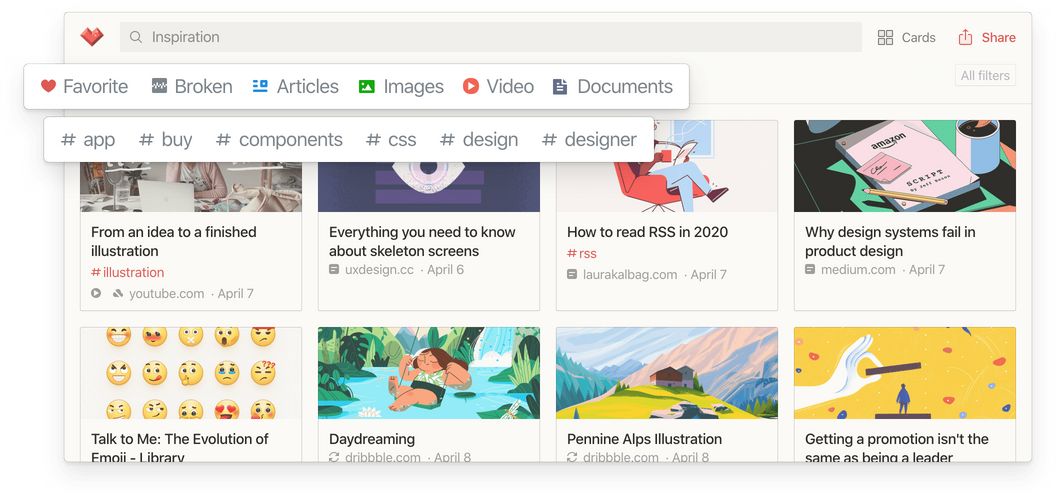 Inspiration
Cards
Share
All filters
Favorite
Broken
Articles
Images
Video
Documents
# app
# buy
# components
# css
# design
# designer
amazon
SCRIPT
By Jeff Bezos
From an idea to a finished
illustration
#illustration
youtube.com · April 7
Everything you need to know
about skeleton screens
uxdesign.cc · April 6
How to read RSS in 2020
#rss
laurakalbag.com · April 7
Why design systems fail in
product design
medium.com · April 7
Talk to Me: The Evolution of
Emoji - Library
Daydreaming
dribbble.com · April 8
Pennine Alps Illustration
dribbble.com · April 8
Getting a promotion isn't the
same as being a leader